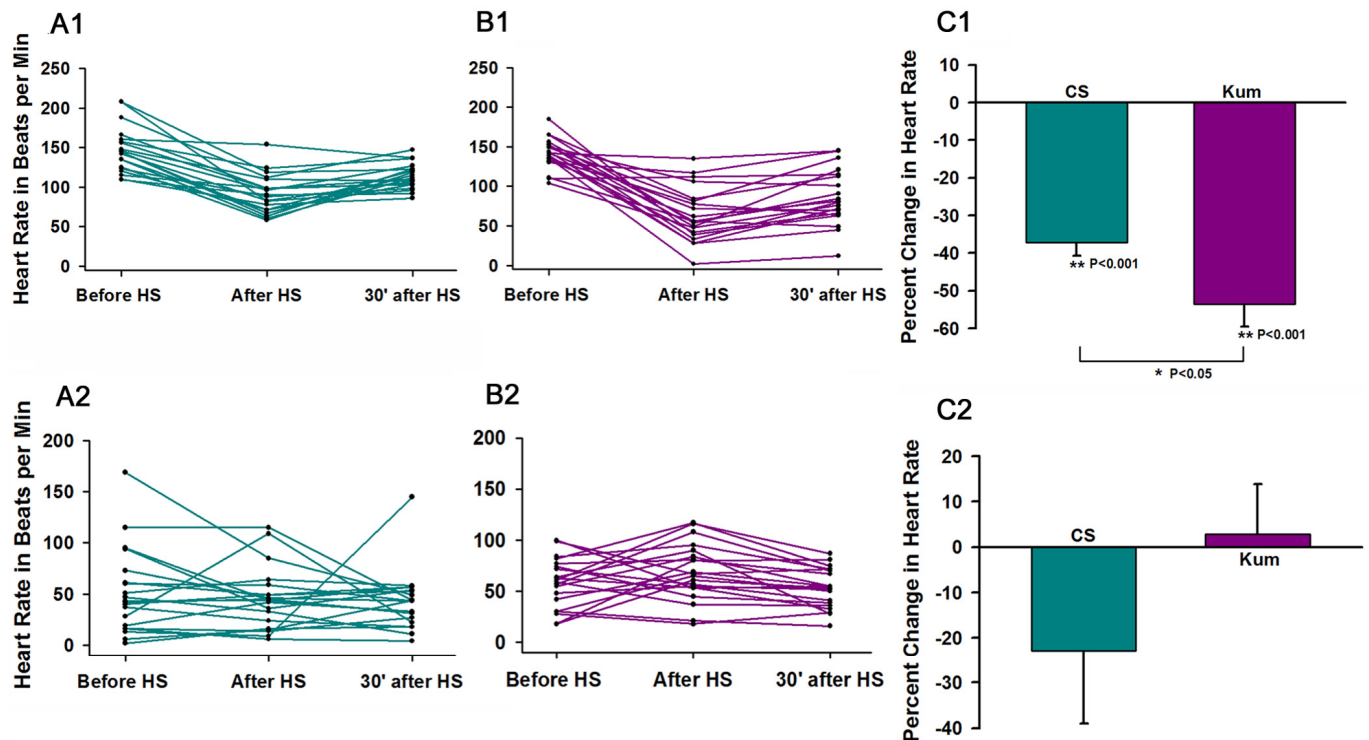 A1
Heart Rate in Beats per Min
250
200
150
100
50
0
Before HS After HS 30' after HS
B1
250
200
150
100
50
0
Before HS After HS 30' after HS
C1
Percent Change in Heart Rate
10
0
-10
-20
-30
-40
-50
-60
CS Kum
** P<0.001
** P<0.001
* P<0.05
A2
Heart Rate in Beats per Min
200
150
100
50
0
Before HS After HS 30' after HS
B2
200
150
100
50
0
Before HS After HS 30' after HS
C2
Percent Change in Heart Rate
20
10
0
-10
-20
-30
-40
CS
Kum